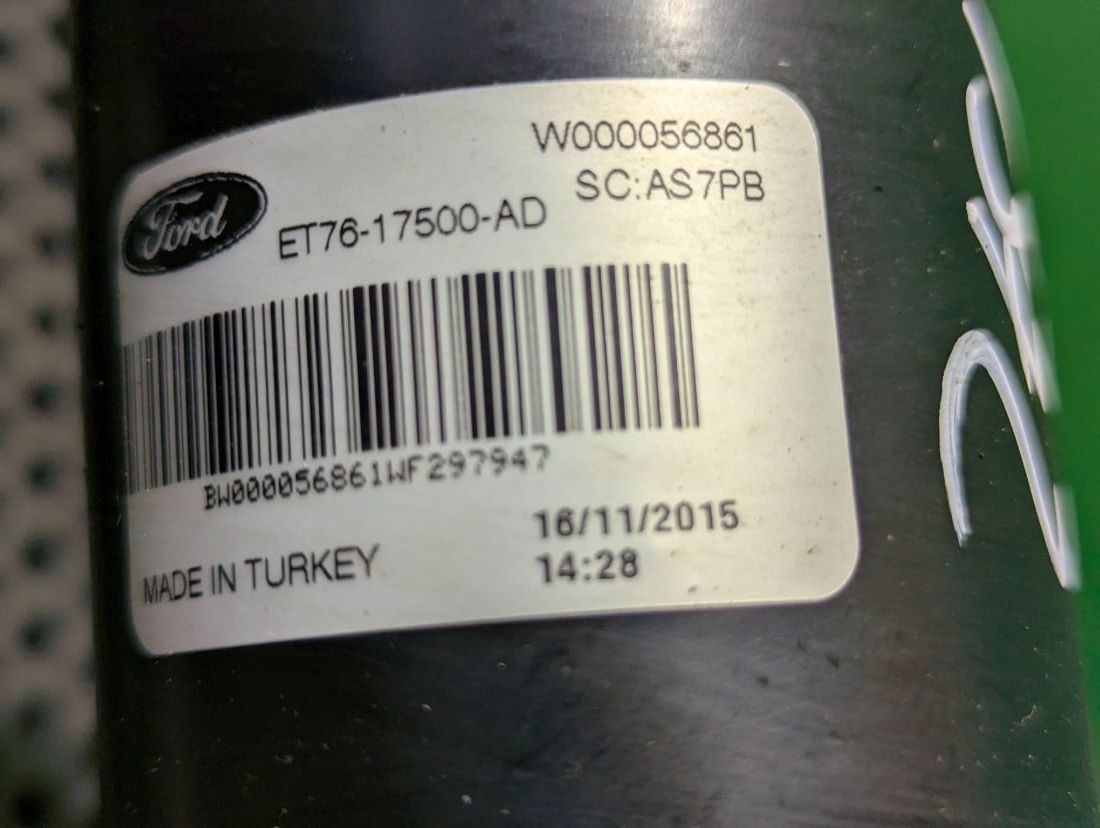 W000056861
SC:AS7PB
Ford
ET76-17500-AD
BW000056861WF297947
16/11/2015
MADE IN TURKEY
14:28